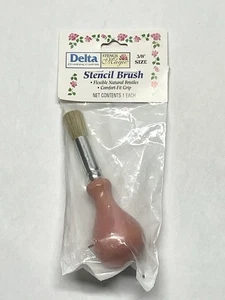 Delta
STENCIL
Magic
3/8"
SIZE
Stencil Brush
• Flexible Natural Bristles
• Comfort-Fit Grip
NET CONTENTS 1 EACH